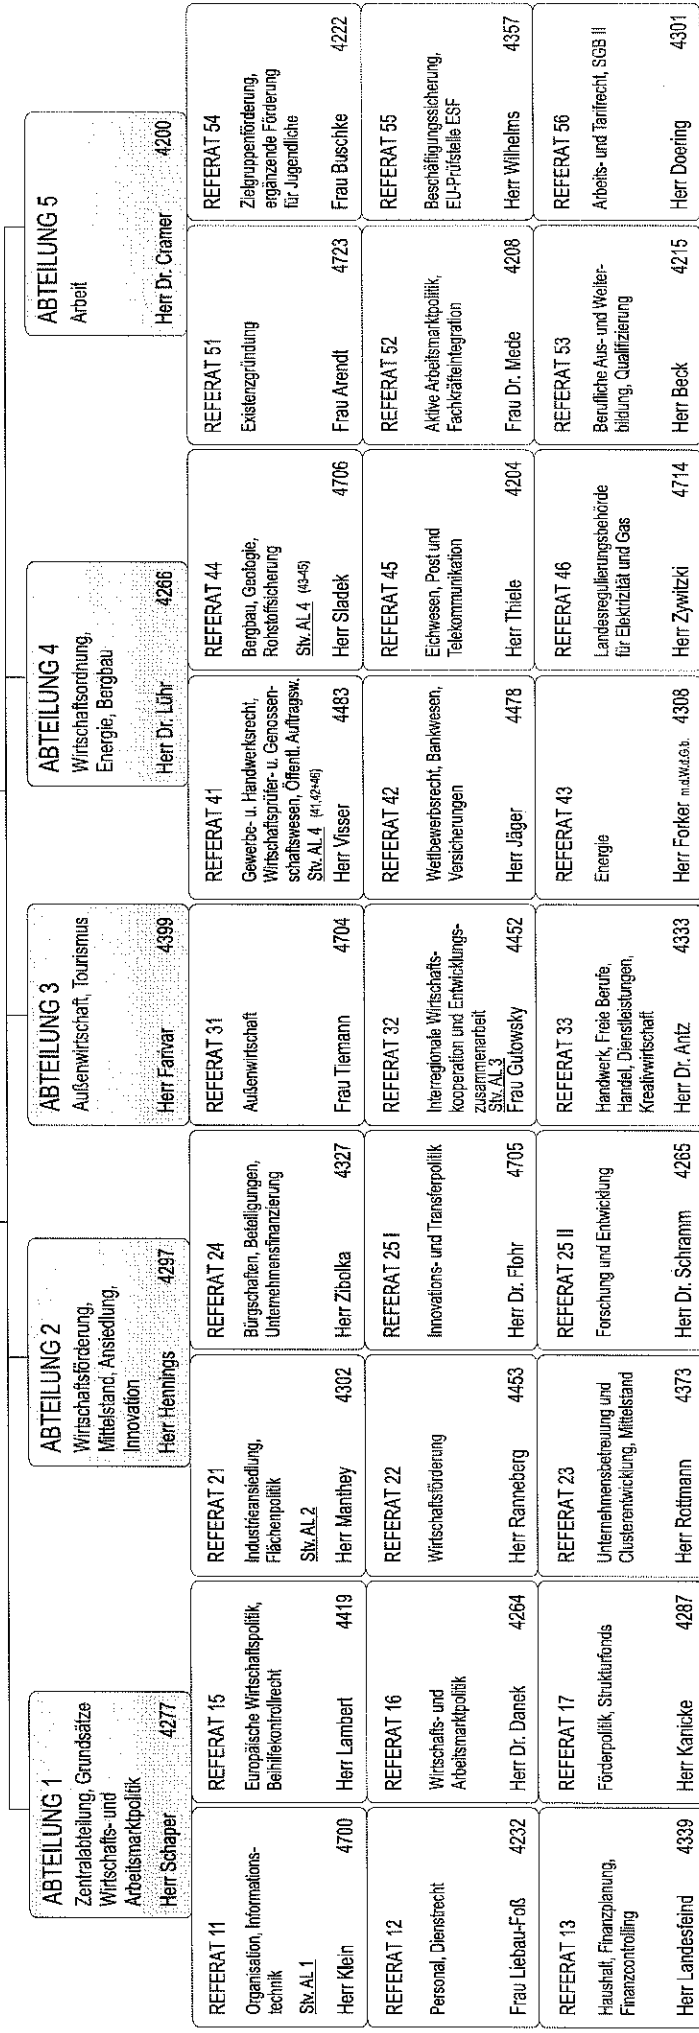 ABTEILUNG 1
Zentralabteilung, Grundsätze
Wirtschafts- und
Arbeitsmarktpolitik
Herr Schaper 4277
REFERAT 11
Organisation, Informations-
technik
Stv. AL 1
Herr Klein 4700
REFERAT 12
Personal, Dienstrecht
Frau Liebau-Foß 4232
REFERAT 13
Haushalt, Finanzplanung,
Finanzcontrolling
Herr Landesfeind 4339
REFERAT 15
Europäische Wirtschaftspolitik,
Beihilfekontrollrecht
Herr Lambert 4419
REFERAT 16
Wirtschafts- und
Arbeitsmarktpolitik
Herr Dr. Danek 4264
REFERAT 17
Förderpolitik, Strukturfonds
Herr Kanicke 4287
ABTEILUNG 2
Wirtschaftsförderung,
Mittelstand, Ansiedlung,
Innovation
Herr Hennings 4297
REFERAT 21
Industrieansiedlung,
Flächenpolitik
Stv. AL 2
Herr Manthey 4302
REFERAT 22
Wirtschaftsförderung
Herr Ranneberg 4453
REFERAT 23
Unternehmensbetreuung und
Clusterentwicklung, Mittelstand
Herr Rottmann 4373
REFERAT 24
Bürgschaften, Beteiligungen,
Unternehmensfinanzierung
Herr Zibolka 4327
REFERAT 25 I
Innovations- und Transferpolitik
Herr Dr. Flohr 4705
REFERAT 25 II
Forschung und Entwicklung
Herr Dr. Schramm 4265
ABTEILUNG 3
Außenwirtschaft, Tourismus
Herr Farivar 4399
REFERAT 31
Außenwirtschaft
Frau Tiemann 4704
REFERAT 32
Interregionale Wirtschafts-
kooperation und Entwicklungs-
zusammenarbeit
Stv. AL 3
Frau Gutowsky 4452
REFERAT 33
Handwerk, Freie Berufe,
Handel, Dienstleistungen,
Kreativwirtschaft
Herr Dr. Antz 4333
ABTEILUNG 4
Wirtschaftsordnung,
Energie, Bergbau
Herr Dr. Lühr 4266
REFERAT 41
Gewerbe- u. Handwerksrecht,
Wirtschaftsprüfer- u. Genossen-
schaftswesen, Öffentl. Auftragsw.
Stv. AL 4 (41,42+46)
Herr Visser 4483
REFERAT 42
Wettbewerbsrecht, Bankwesen,
Versicherungen
Herr Jäger 4478
REFERAT 43
Energie
Herr Forker m.d.W.d.G.b. 4308
REFERAT 44
Bergbau, Geologie,
Rohstoffsicherung
Stv. AL 4 (43-45)
Herr Sladek 4706
REFERAT 45
Eichwesen, Post und
Telekommunikation
Herr Thiele 4204
REFERAT 46
Landesregulierungsbehörde
für Elektrizität und Gas
Herr Zywitzki 4714
ABTEILUNG 5
Arbeit
Herr Dr. Cramer 4200
REFERAT 51
Existenzgründung
Frau Arendt 4723
REFERAT 52
Aktive Arbeitsmarktpolitik,
Fachkräfteintegration
Frau Dr. Mede 4208
REFERAT 53
Berufliche Aus- und Weiter-
bildung, Qualifizierung
Herr Beck 4215
REFERAT 54
Zielgruppenförderung,
ergänzende Förderung
für Jugendliche
Frau Buschke 4222
REFERAT 55
Beschäftigungssicherung,
EU-Prüfstelle ESF
Herr Wilhelms 4357
REFERAT 56
Arbeits- und Tarifrecht, SGB II
Herr Doering 4301